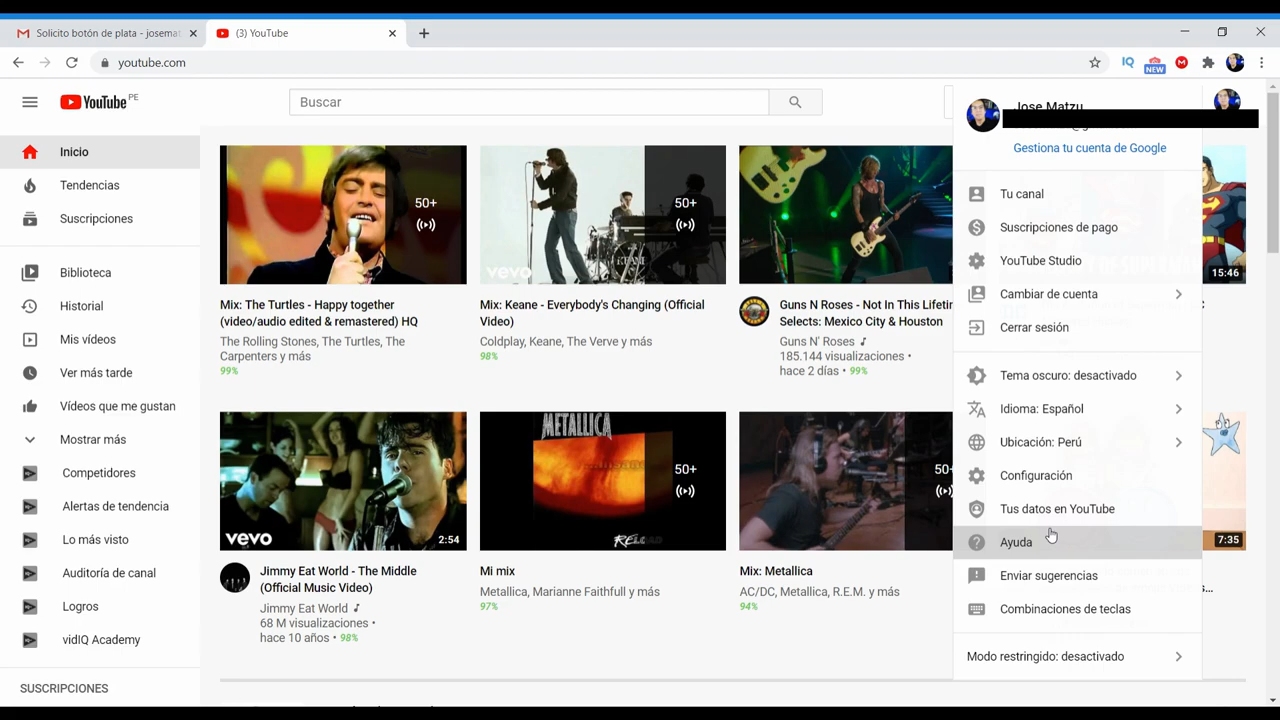 Solicito botón de plata - josemat
(3) YouTube
youtube.com
IQ
NEW
M
YouTube PE
Buscar
Inicio
Tendencias
Suscripciones
Biblioteca
Historial
Mis vídeos
Ver más tarde
Vídeos que me gustan
Mostrar más
Competidores
Alertas de tendencia
Lo más visto
Auditoría de canal
Logros
vidIQ Academy
SUSCRIPCIONES
50+
vevo
50+
15:46
Mix: The Turtles - Happy together
(video/audio edited & remastered) HQ
The Rolling Stones, The Turtles, The
Carpenters y más
99%
Mix: Keane - Everybody's Changing (Official
Video)
Coldplay, Keane, The Verve y más
98%
Guns N Roses - Not In This Lifetin
Selects: Mexico City & Houston
Guns N' Roses
185.144 visualizaciones •
hace 2 días • 99%
vevo
2:54
METALLICA
RELOAD
50+
50+
7:35
Jimmy Eat World - The Middle
(Official Music Video)
Jimmy Eat World
68 M visualizaciones •
hace 10 años • 98%
Mi mix
Metallica, Marianne Faithfull y más
97%
Mix: Metallica
AC/DC, Metallica, R.E.M. y más
94%
Jose Matzu
Gestiona tu cuenta de Google
Tu canal
Suscripciones de pago
YouTube Studio
Cambiar de cuenta
Cerrar sesión
Tema oscuro: desactivado
Idioma: Español
Ubicación: Perú
Configuración
Tus datos en YouTube
Ayuda
Enviar sugerencias
Combinaciones de teclas
Modo restringido: desactivado